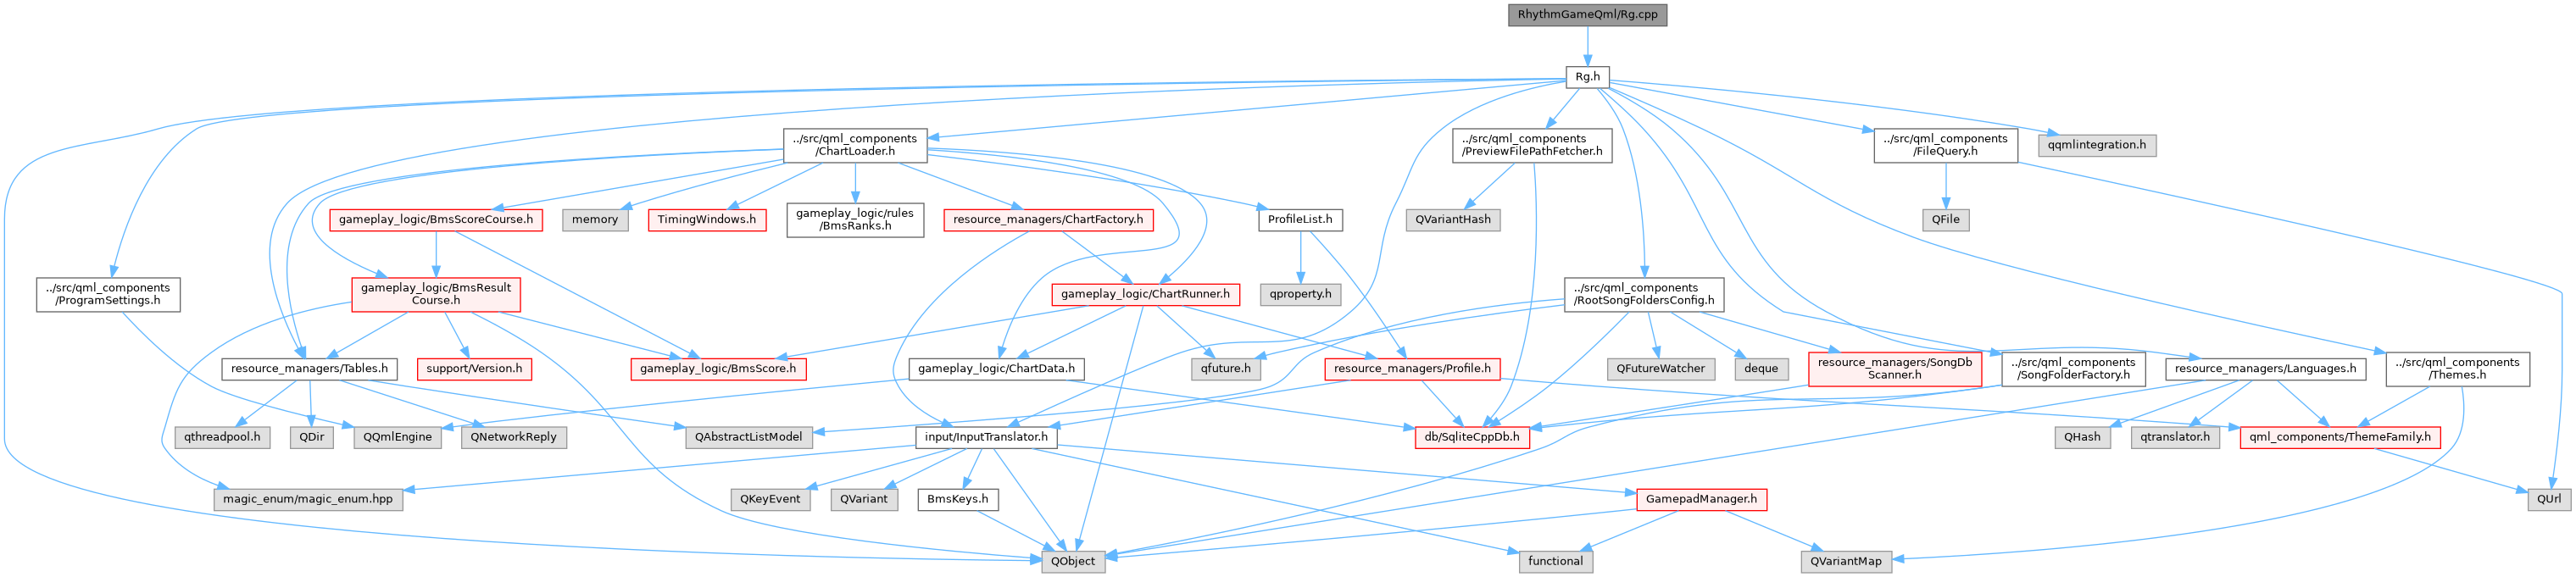 RhythmGameQml/Rg.cpp
Rg.h
../src/qml_components
/ChartLoader.h
../src/qml_components
/PreviewFilePathFetcher.h
../src/qml_components
/FileQuery.h
qqmlintegration.h
gameplay_logic/BmsScoreCourse.h
memory
TimingWindows.h
gameplay_logic/rules
/BmsRanks.h
resource_managers/ChartFactory.h
ProfileList.h
QVariantHash
QFile
../src/qml_components
/ProgramSettings.h
gameplay_logic/BmsResult
Course.h
gameplay_logic/ChartRunner.h
qproperty.h
../src/qml_components
/RootSongFoldersConfig.h
resource_managers/Tables.h
support/Version.h
gameplay_logic/BmsScore.h
gameplay_logic/ChartData.h
qfuture.h
resource_managers/Profile.h
QFutureWatcher
deque
resource_managers/SongDb
Scanner.h
../src/qml_components
/SongFolderFactory.h
resource_managers/Languages.h
../src/qml_components
/Themes.h
qthreadpool.h
QDir
QQmlEngine
QNetworkReply
QAbstractListModel
input/InputTranslator.h
db/SqliteCppDb.h
QHash
qtranslator.h
qml_components/ThemeFamily.h
magic_enum/magic_enum.hpp
QKeyEvent
QVariant
BmsKeys.h
GamepadManager.h
QUrl
QObject
functional
QVariantMap